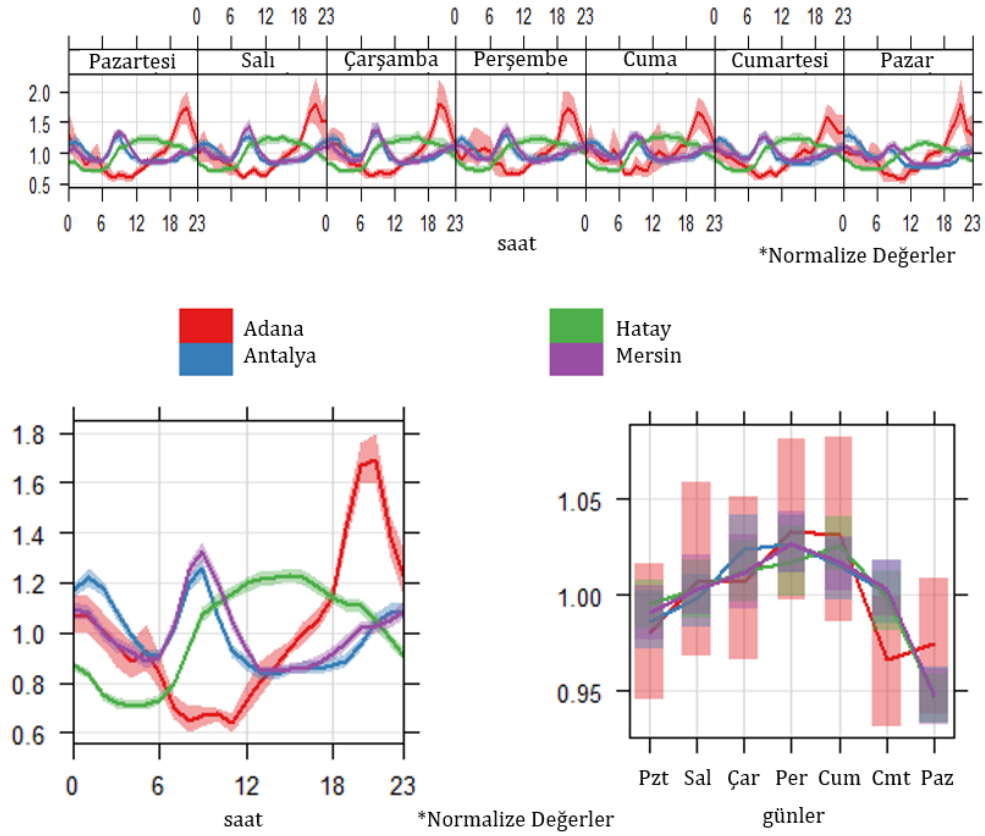 0 6 12 18 23 0 6 12 18 23 0 6 12 18 23
Pazartesi Salı Çarşamba Perşembe Cuma Cumartesi Pazar
2.0
1.5
1.0
0.5
0 6 12 18 23 0 6 12 18 23 0 6 12 18 23 0 6 12 18 23
saat
*Normalize Değerler
Adana Hatay
Antalya Mersin
1.8
1.6
1.4
1.2
1.0
0.8
0.6
0 6 12 18 23
saat
*Normalize Değerler
1.05
1.00
0.95
Pzt Sal Çar Per Cum Cmt Paz
günler